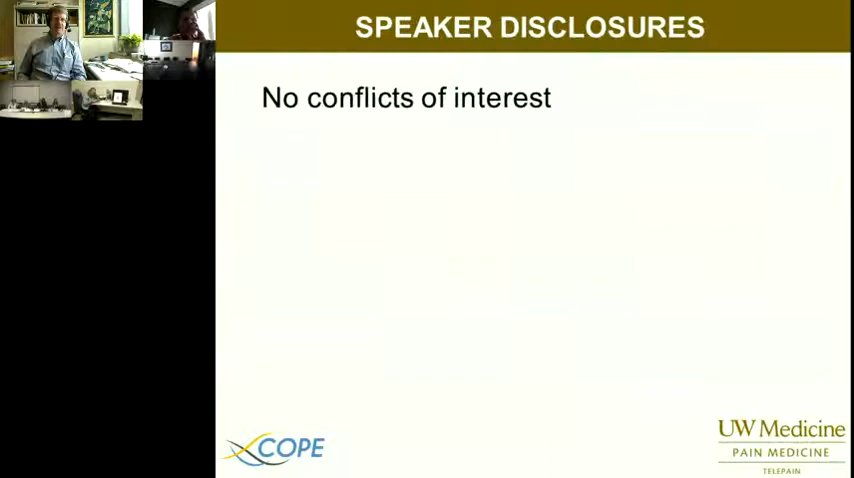 SPEAKER DISCLOSURES
No conflicts of interest
COPE
UW Medicine
PAIN MEDICINE
TELEPAIN